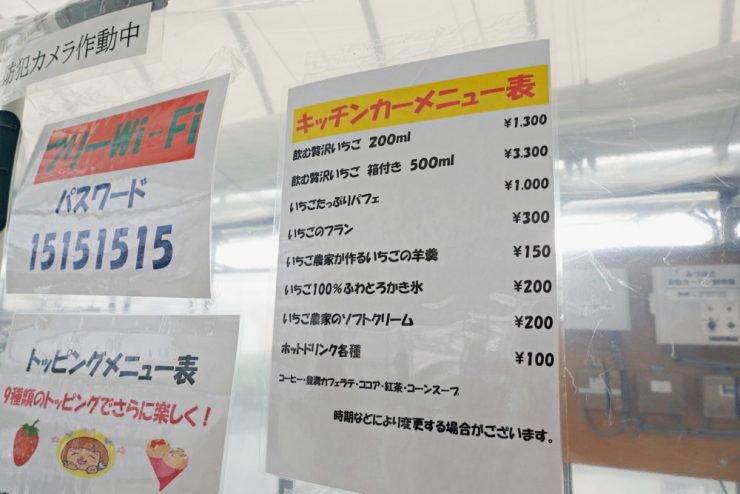 防犯カメラ作動中
フリーWi-Fi
パスワード
15151515
トッピングメニュー表
9種類のトッピングでさらに楽しく！
キッチンカーメニュー表
飲む贅沢いちご 200ml ¥1.300
飲む贅沢いちご 箱付き 500ml ¥3.300
いちごたっぷりパフェ ¥1.000
いちごのフラン ¥300
いちご農家が作るいちごの羊羹 ¥150
いちご100%ふわとろかき氷 ¥200
いちご農家のソフトクリーム ¥200
ホットドリンク各種 ¥100
コーヒー・豊潤カフェラテ・ココア・紅茶・コーンスープ
時期などにより変更する場合がございます。